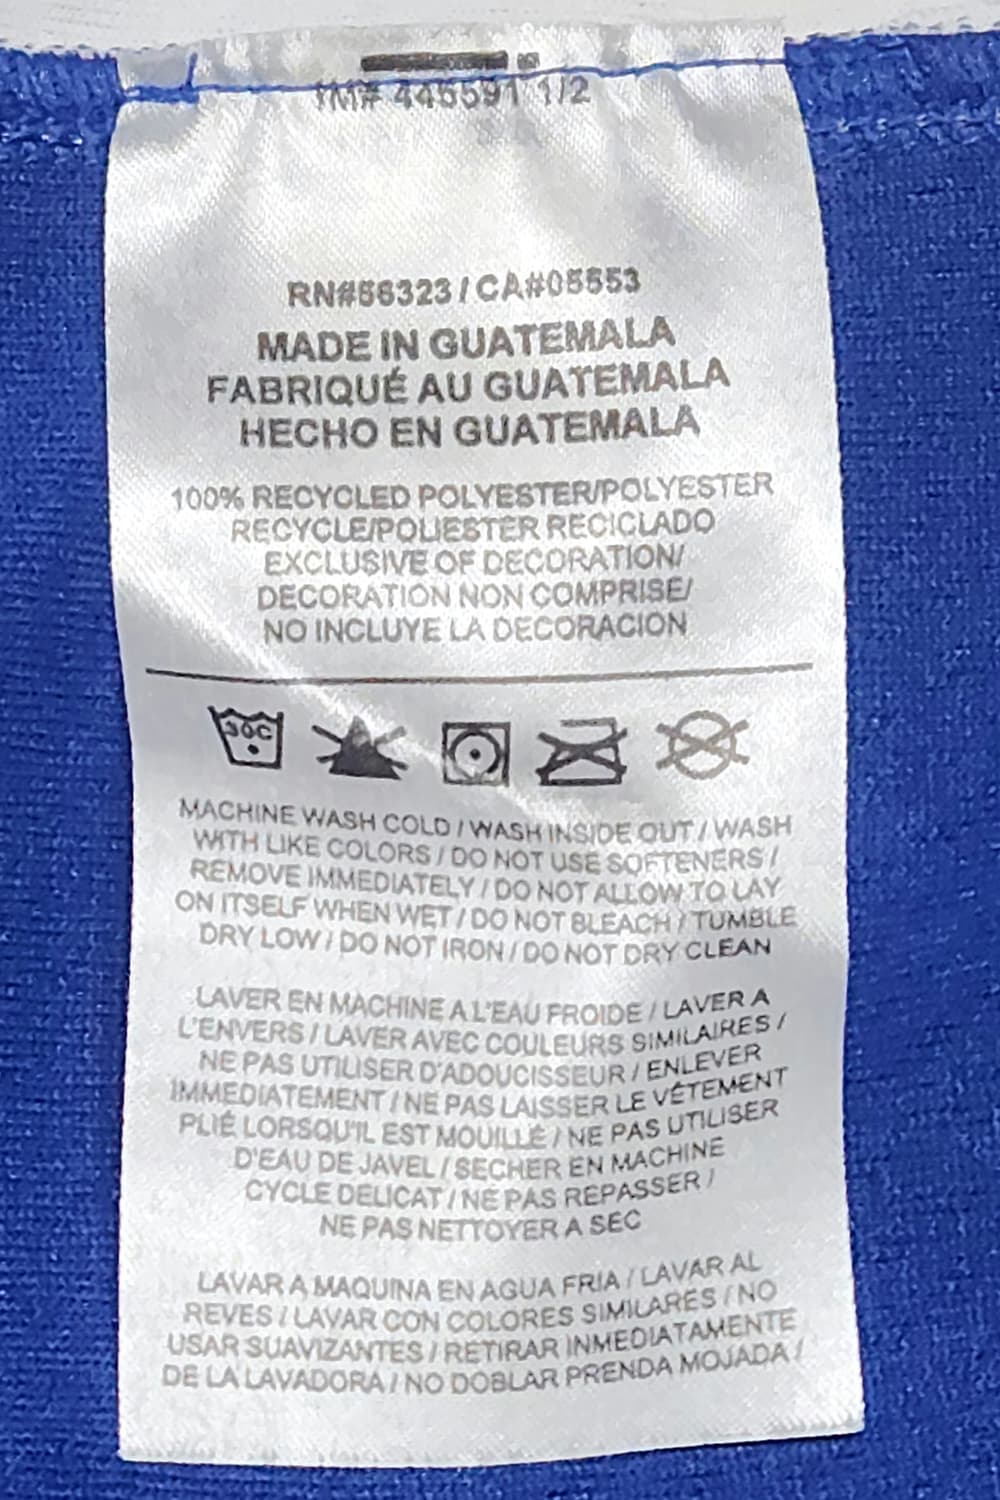 IM# 445591 1/2
RN#56323 / CA#05553
MADE IN GUATEMALA
FABRIQUÉ AU GUATEMALA
HECHO EN GUATEMALA
100% RECYCLED POLYESTER/POLYESTER
RECYCLE/POLIESTER RECICLADO
EXCLUSIVE OF DECORATION/
DECORATION NON COMPRISE/
NO INCLUYE LA DECORACION
30C
MACHINE WASH COLD / WASH INSIDE OUT / WASH
WITH LIKE COLORS / DO NOT USE SOFTENERS /
REMOVE IMMEDIATELY / DO NOT ALLOW TO LAY
ON ITSELF WHEN WET / DO NOT BLEACH / TUMBLE
DRY LOW / DO NOT IRON / DO NOT DRY CLEAN
LAVER EN MACHINE A L'EAU FROIDE / LAVER A
L'ENVERS / LAVER AVEC COULEURS SIMILAIRES /
NE PAS UTILISER D'ADOUCISSEUR / ENLEVER
IMMEDIATEMENT / NE PAS LAISSER LE VÉTEMENT
PLIÉ LORSQU'IL EST MOUILLÉ / NE PAS UTILISER
D'EAU DE JAVEL / SECHER EN MACHINE
CYCLE DELICAT / NE PAS REPASSER /
NE PAS NETTOYER A SEC
LAVAR A MAQUINA EN AGUA FRIA / LAVAR AL
REVES / LAVAR CON COLORES SIMILARES / NO
USAR SUAVIZANTES / RETIRAR INMEDIATAMENTE
DE LA LAVADORA / NO DOBLAR PRENDA MOJADA /